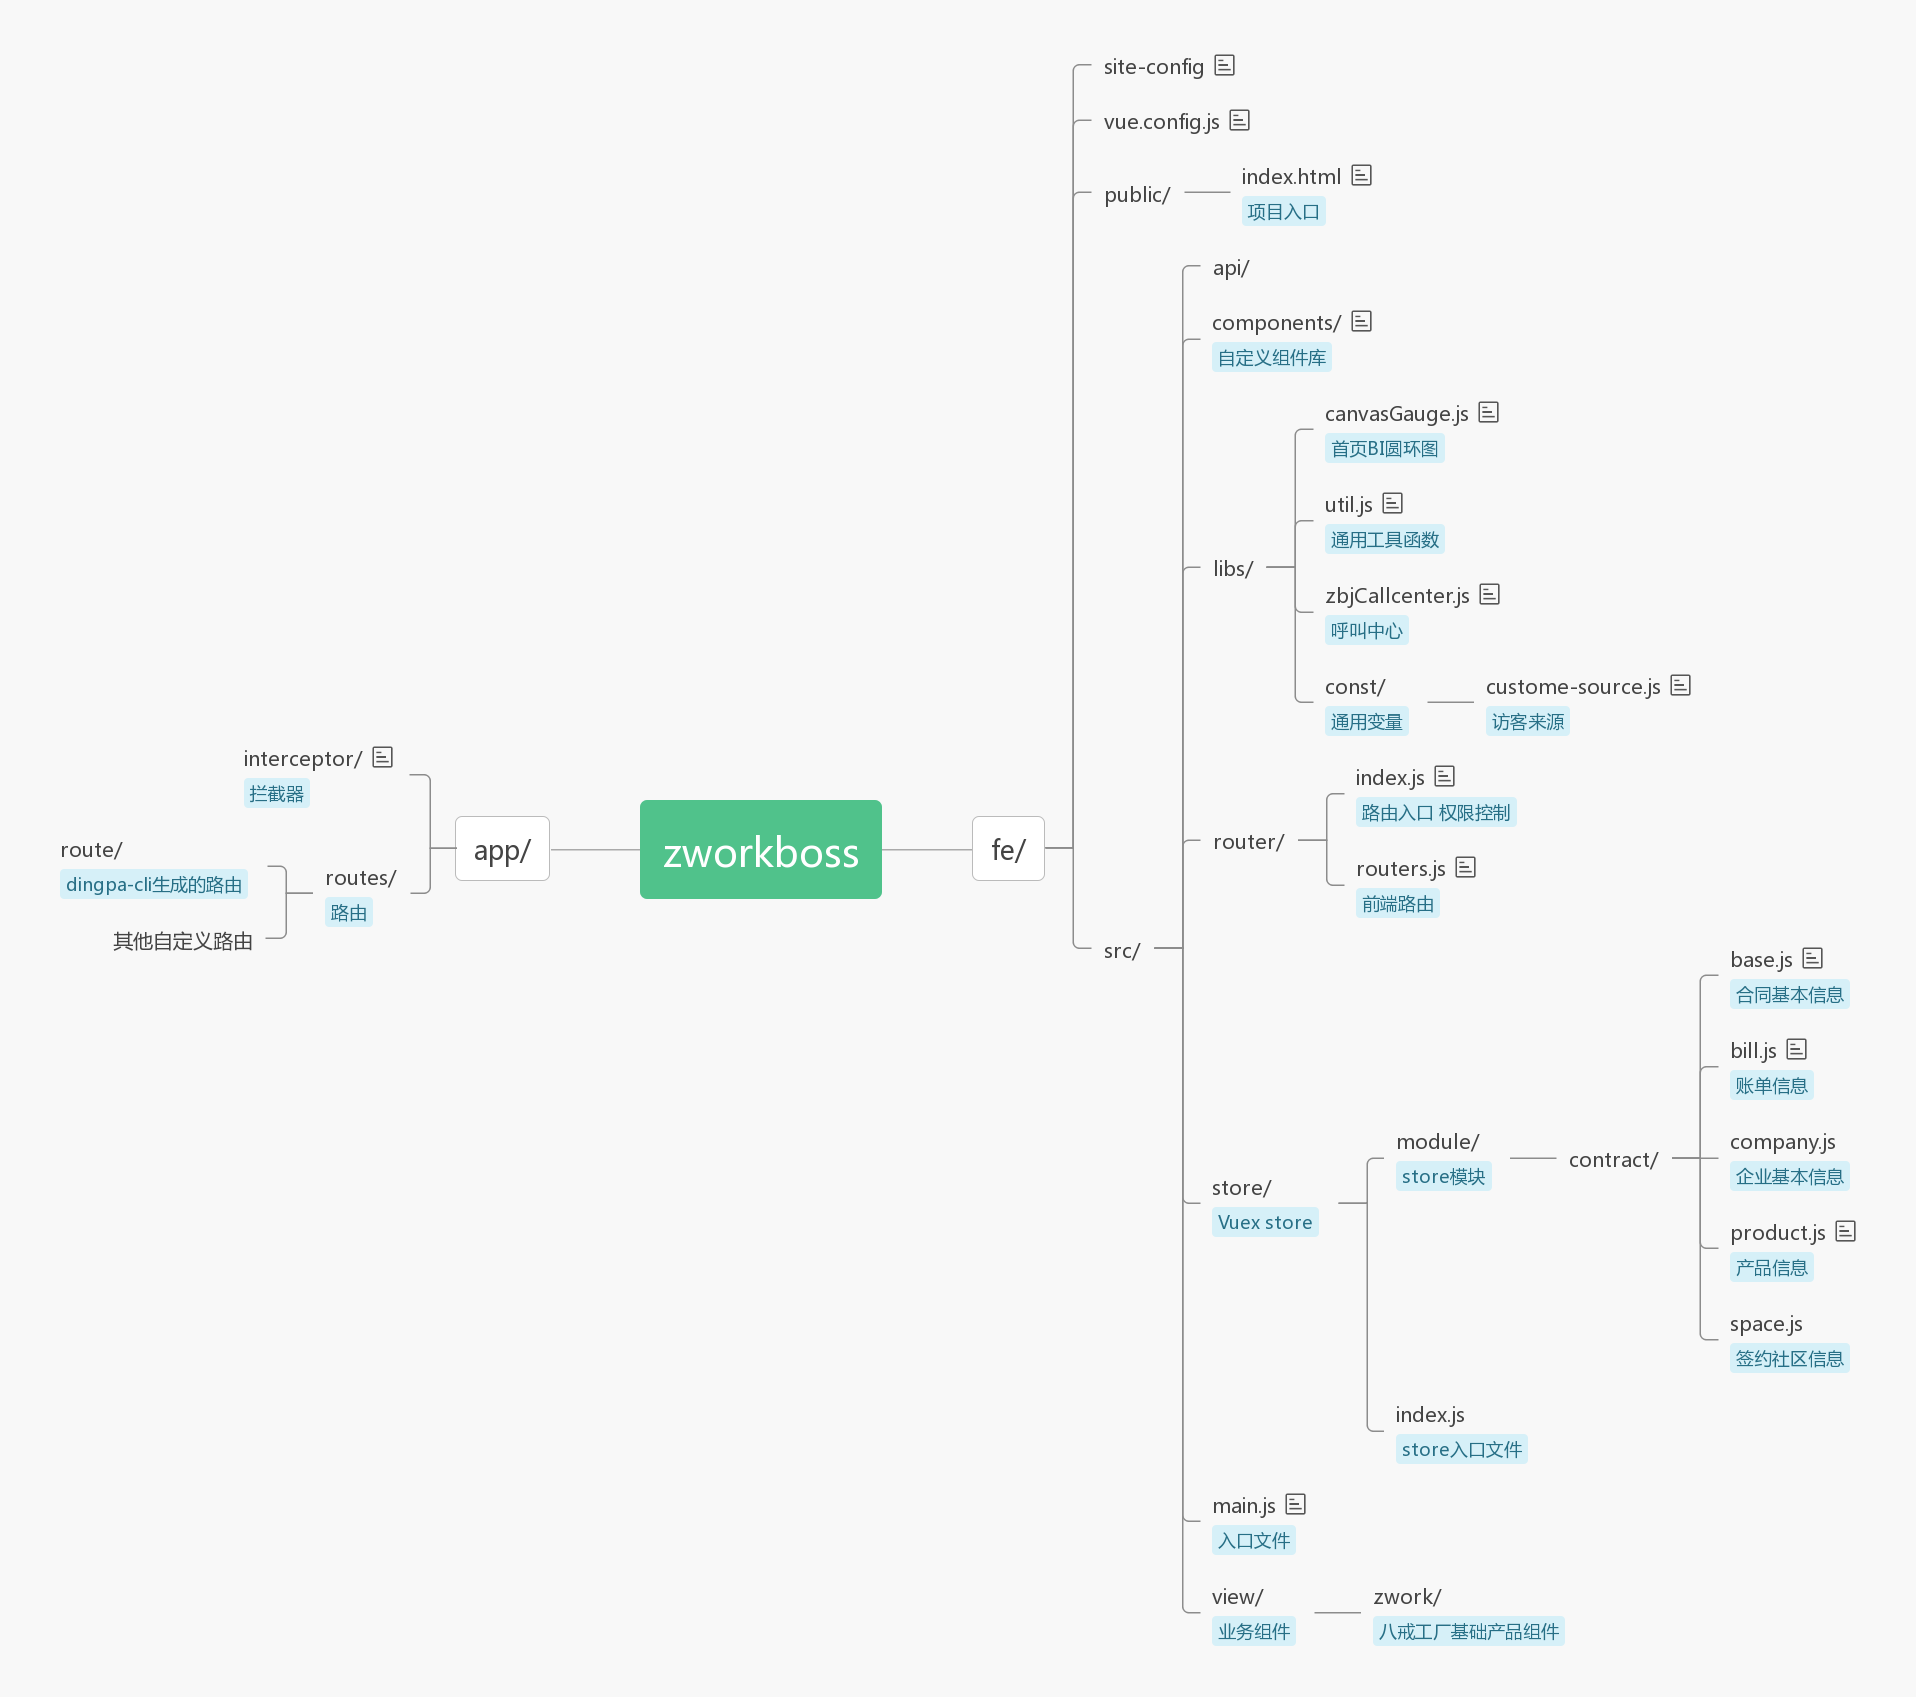 site-config
vue.config.js
public/
index.html
项目入口
api/
components/
自定义组件库
libs/
canvasGauge.js
首页BI圆环图
util.js
通用工具函数
zbjCallcenter.js
呼叫中心
const/
通用变量
custome-source.js
访客来源
router/
index.js
路由入口 权限控制
routers.js
前端路由
interceptor/
拦截器
route/
dingpa-cli生成的路由
其他自定义路由
routes/
路由
app/
zworkboss
fe/
src/
store/
Vuex store
module/
store模块
contract/
base.js
合同基本信息
bill.js
账单信息
company.js
企业基本信息
product.js
产品信息
space.js
签约社区信息
index.js
store入口文件
main.js
入口文件
view/
业务组件
zwork/
八戒工厂基础产品组件